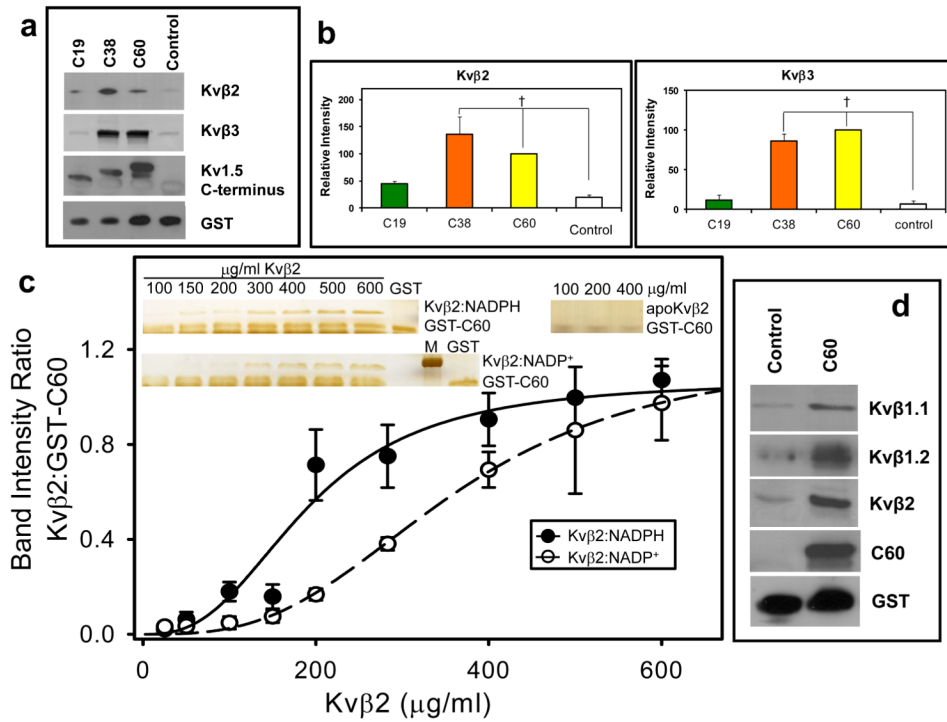 a
C19 C38 C60 Control
Kvβ2
Kvβ3
Kv1.5
C-terminus
GST
b
Kvβ2
Relative Intensity
200
150
100
50
0
†
C19 C38 C60 Control
Kvβ3
Relative Intensity
100
75
50
25
0
†
C19 C38 C60 control
c
μg/ml Kvβ2
100 150 200 300 400 500 600 GST
Kvβ2:NADPH
GST-C60
M GST
Kvβ2:NADP+
GST-C60
100 200 400 μg/ml
apoKvβ2
GST-C60
Band Intensity Ratio
Kvβ2:GST-C60
1.2
0.8
0.4
0.0
Kvβ2:NADPH
Kvβ2:NADP+
0 200 400 600
Kvβ2 (μg/ml)
d
Control C60
Kvβ1.1
Kvβ1.2
Kvβ2
C60
GST